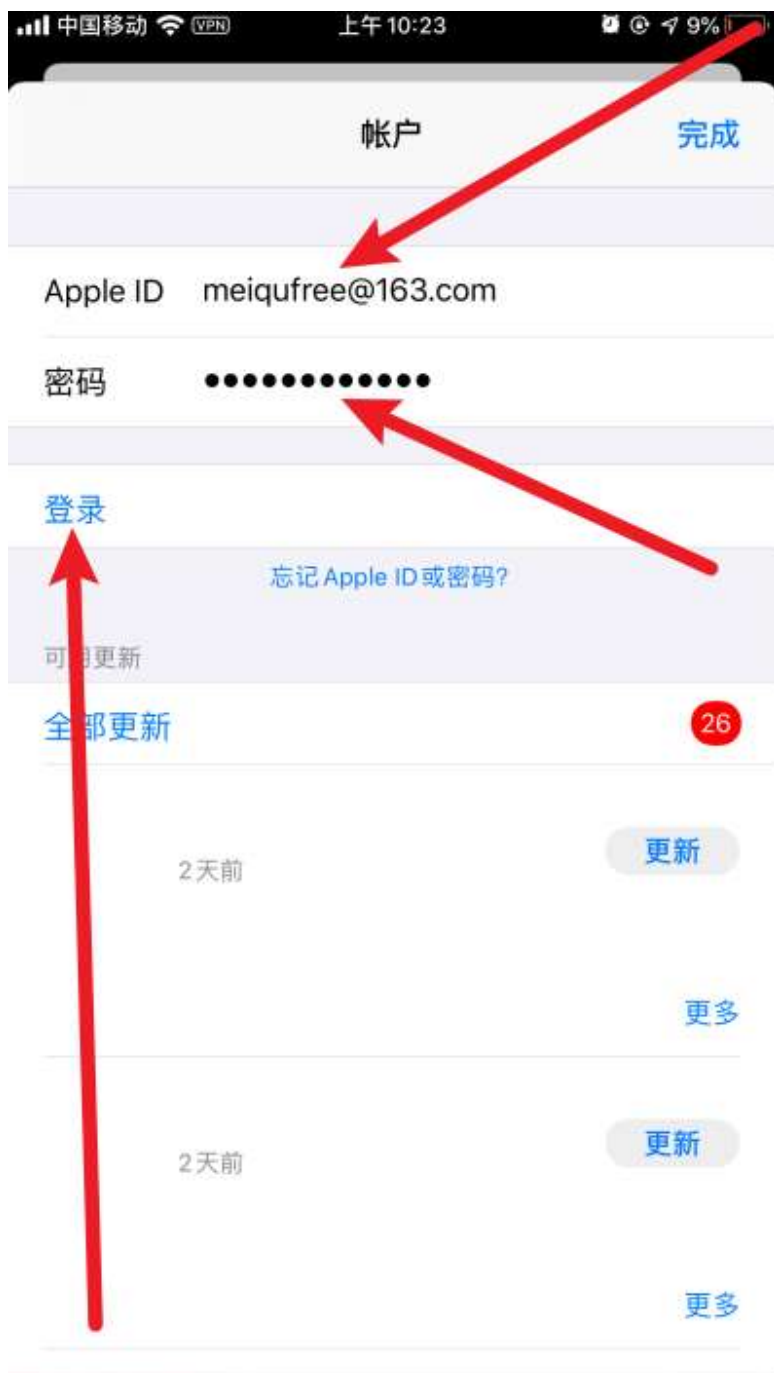 中国移动 VPN 上午10:23 9%
帐户 完成
Apple ID meiqufree@163.com
密码 ••••••••••••
登录
忘记 Apple ID 或密码?
可用更新
全部更新 26
更新
2天前
更多
更新
2天前
更多